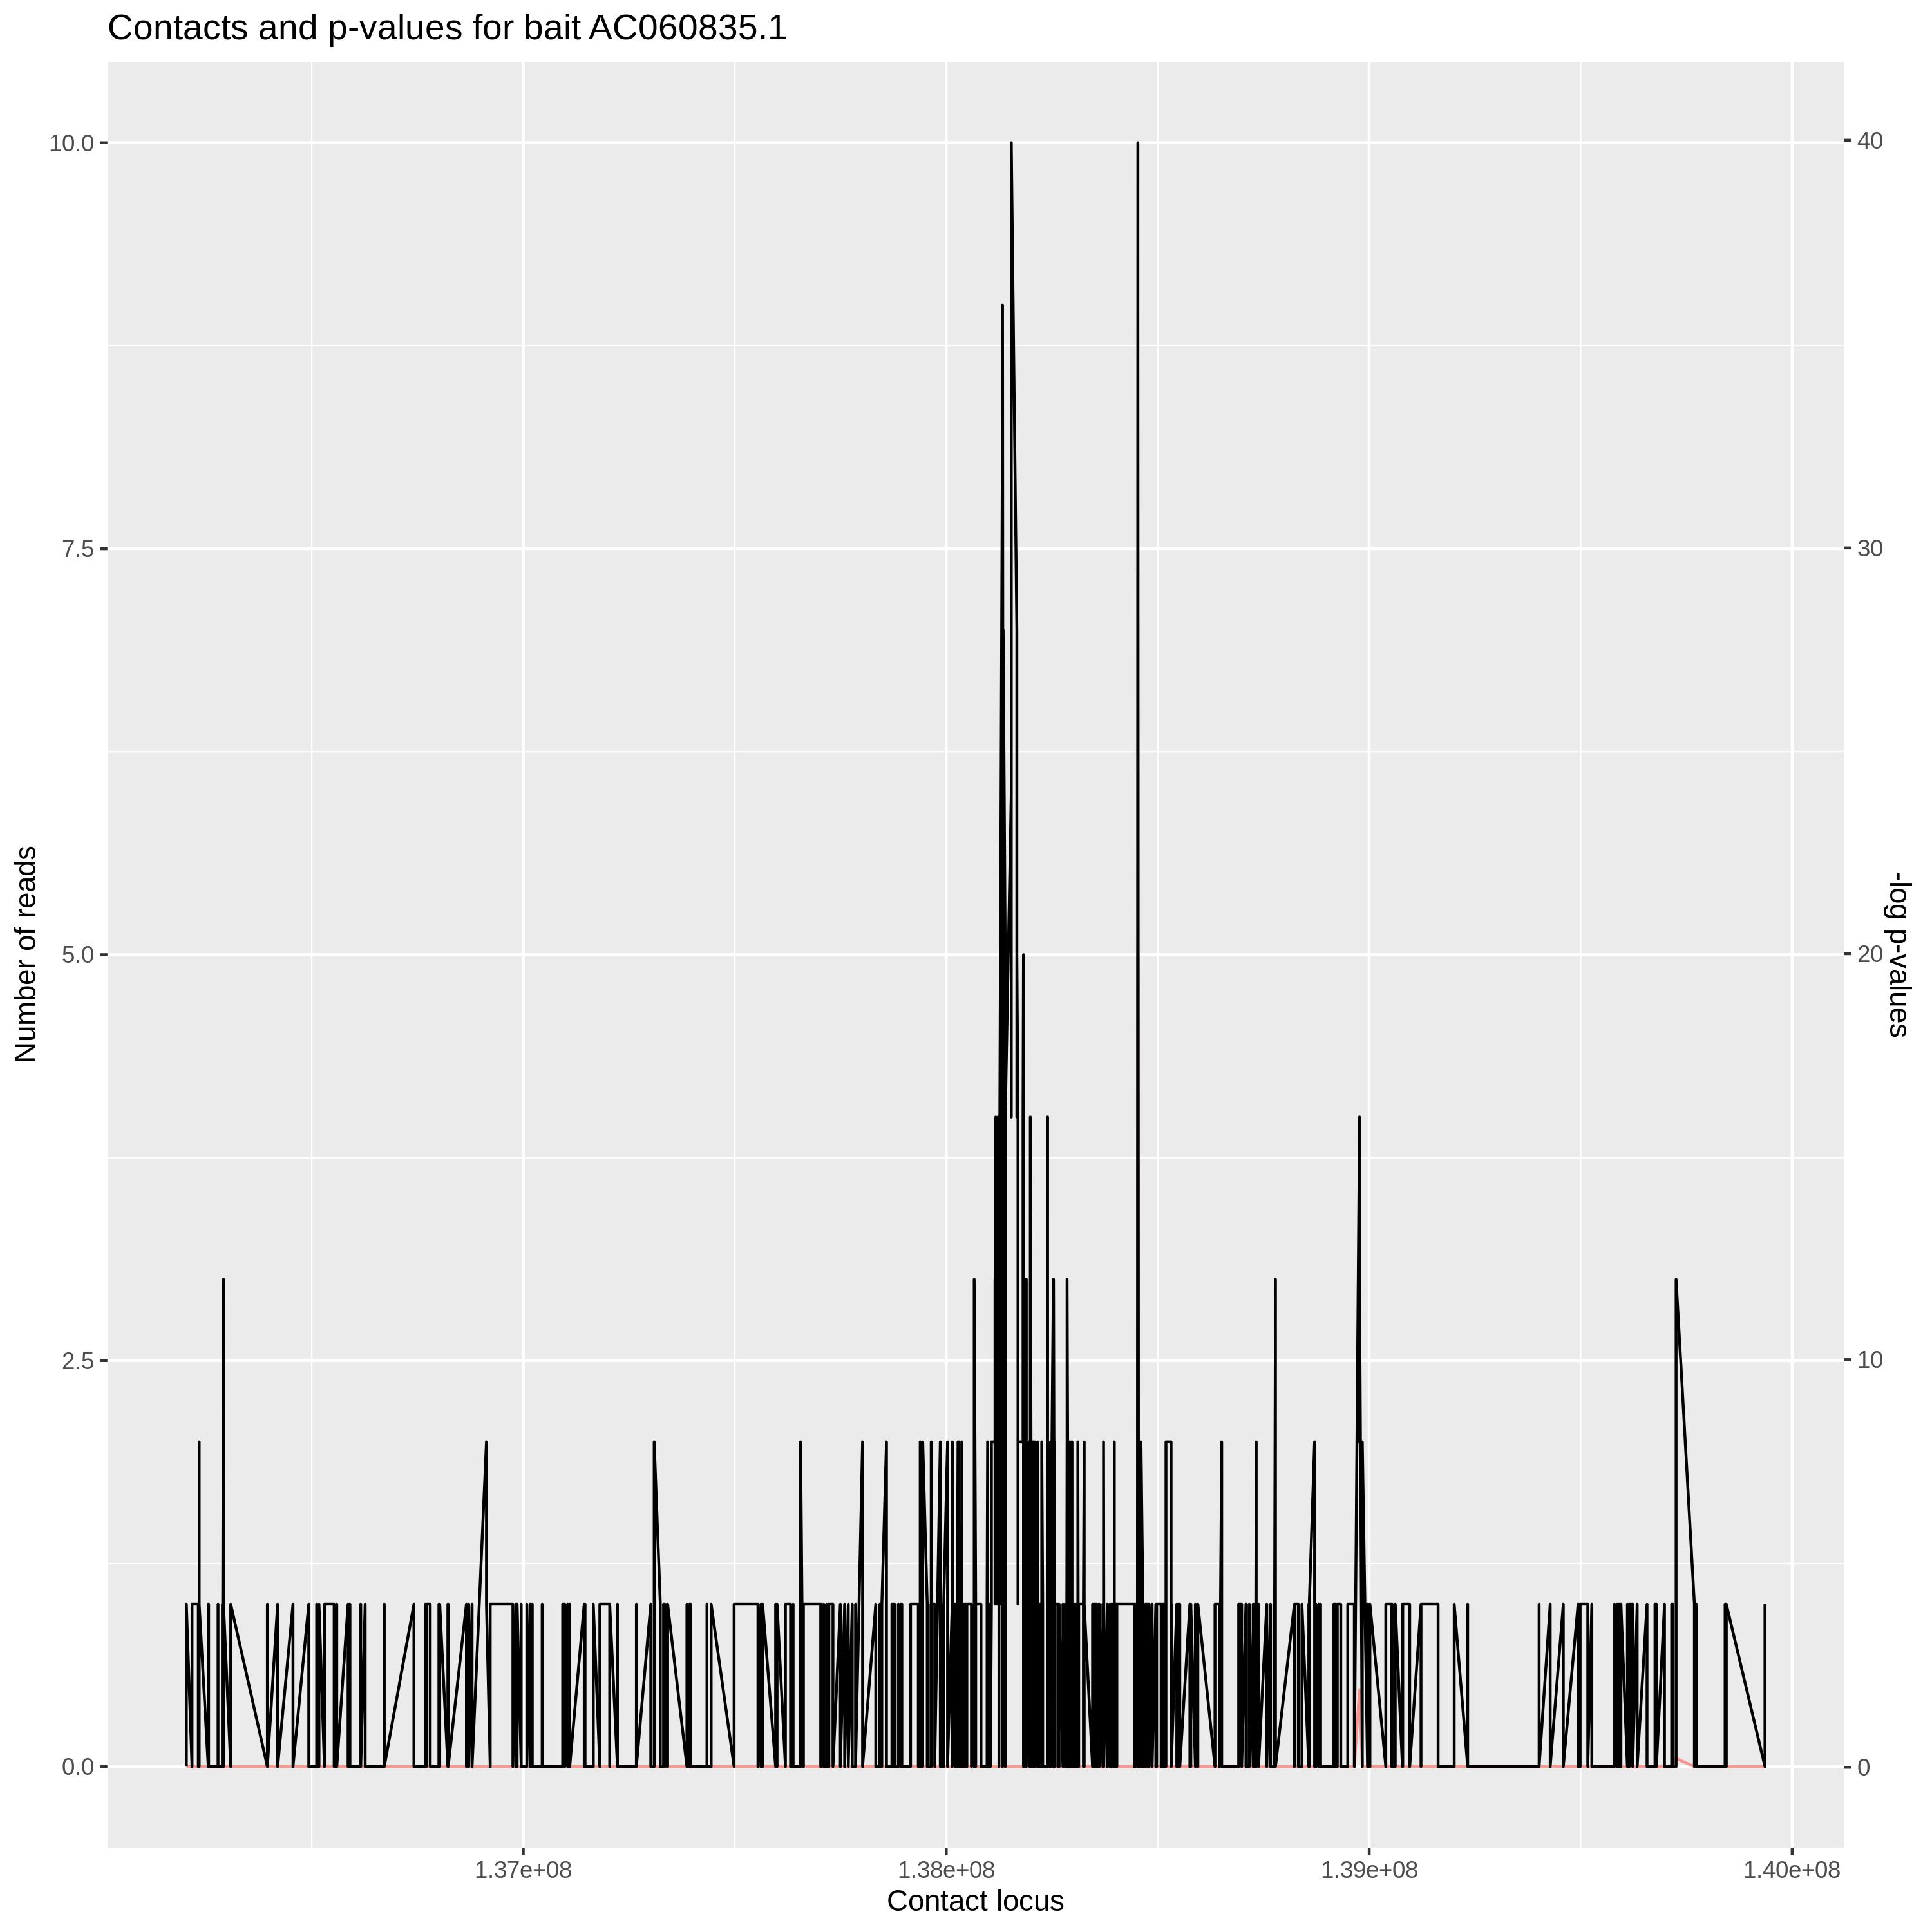 Contacts and p-values for bait AC060835.1
10.0
7.5
5.0
2.5
0.0
Number of reads
40
30
20
10
0
-log p-values
1.37e+08
1.38e+08
1.39e+08
1.40e+08
Contact locus